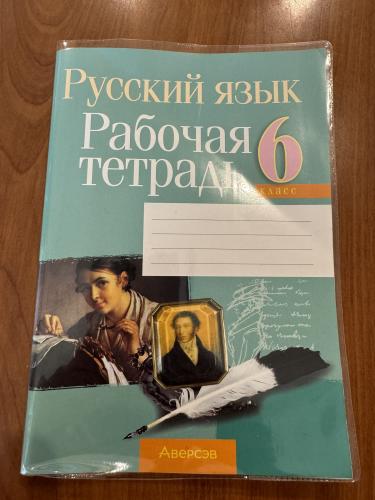 Русский язык
Рабочая
тетрадь
6
класс
Аверсэв